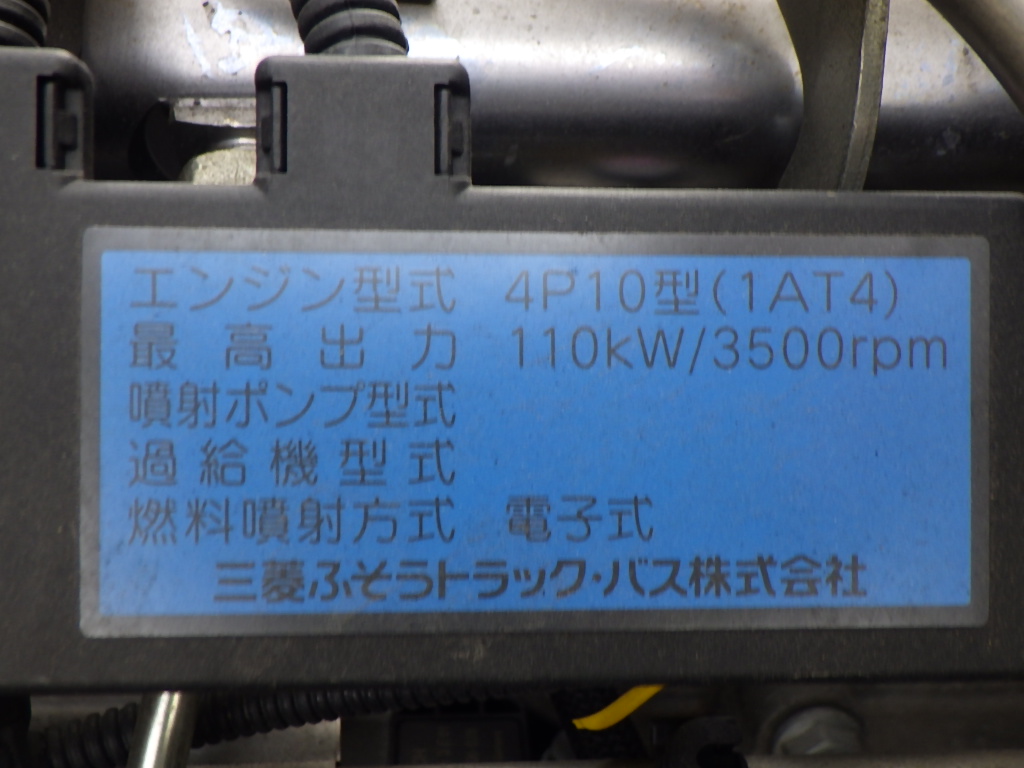 エンジン型式 4P10型(1AT4)
最高出力 110kW/3500rpm
噴射ポンプ型式
過給機型式
燃料噴射方式 電子式
三菱ふそうトラック・バス株式会社